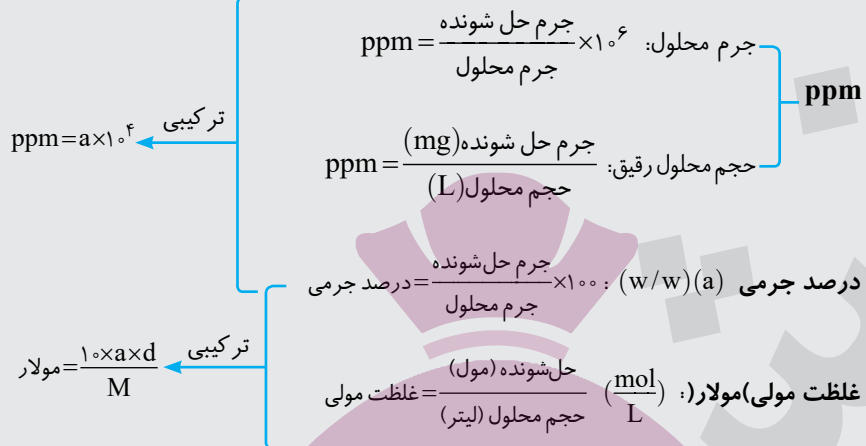 ppm
جرم محلول: ppm = جرم حل شونده / جرم محلول × ۱۰^۶
حجم محلول رقیق: ppm = جرم حل شونده(mg) / حجم محلول(L)
ترکیبی
ppm = a×۱۰^۴
درصد جرمی (w/w)(a) : درصد جرمی = جرم حل‌شونده / جرم محلول ×۱۰۰
غلظت مولی)مولار(: (mol/L) غلظت مولی = حل‌شونده (مول) / حجم محلول (لیتر)
ترکیبی
مولار = ۱۰×a×d / M